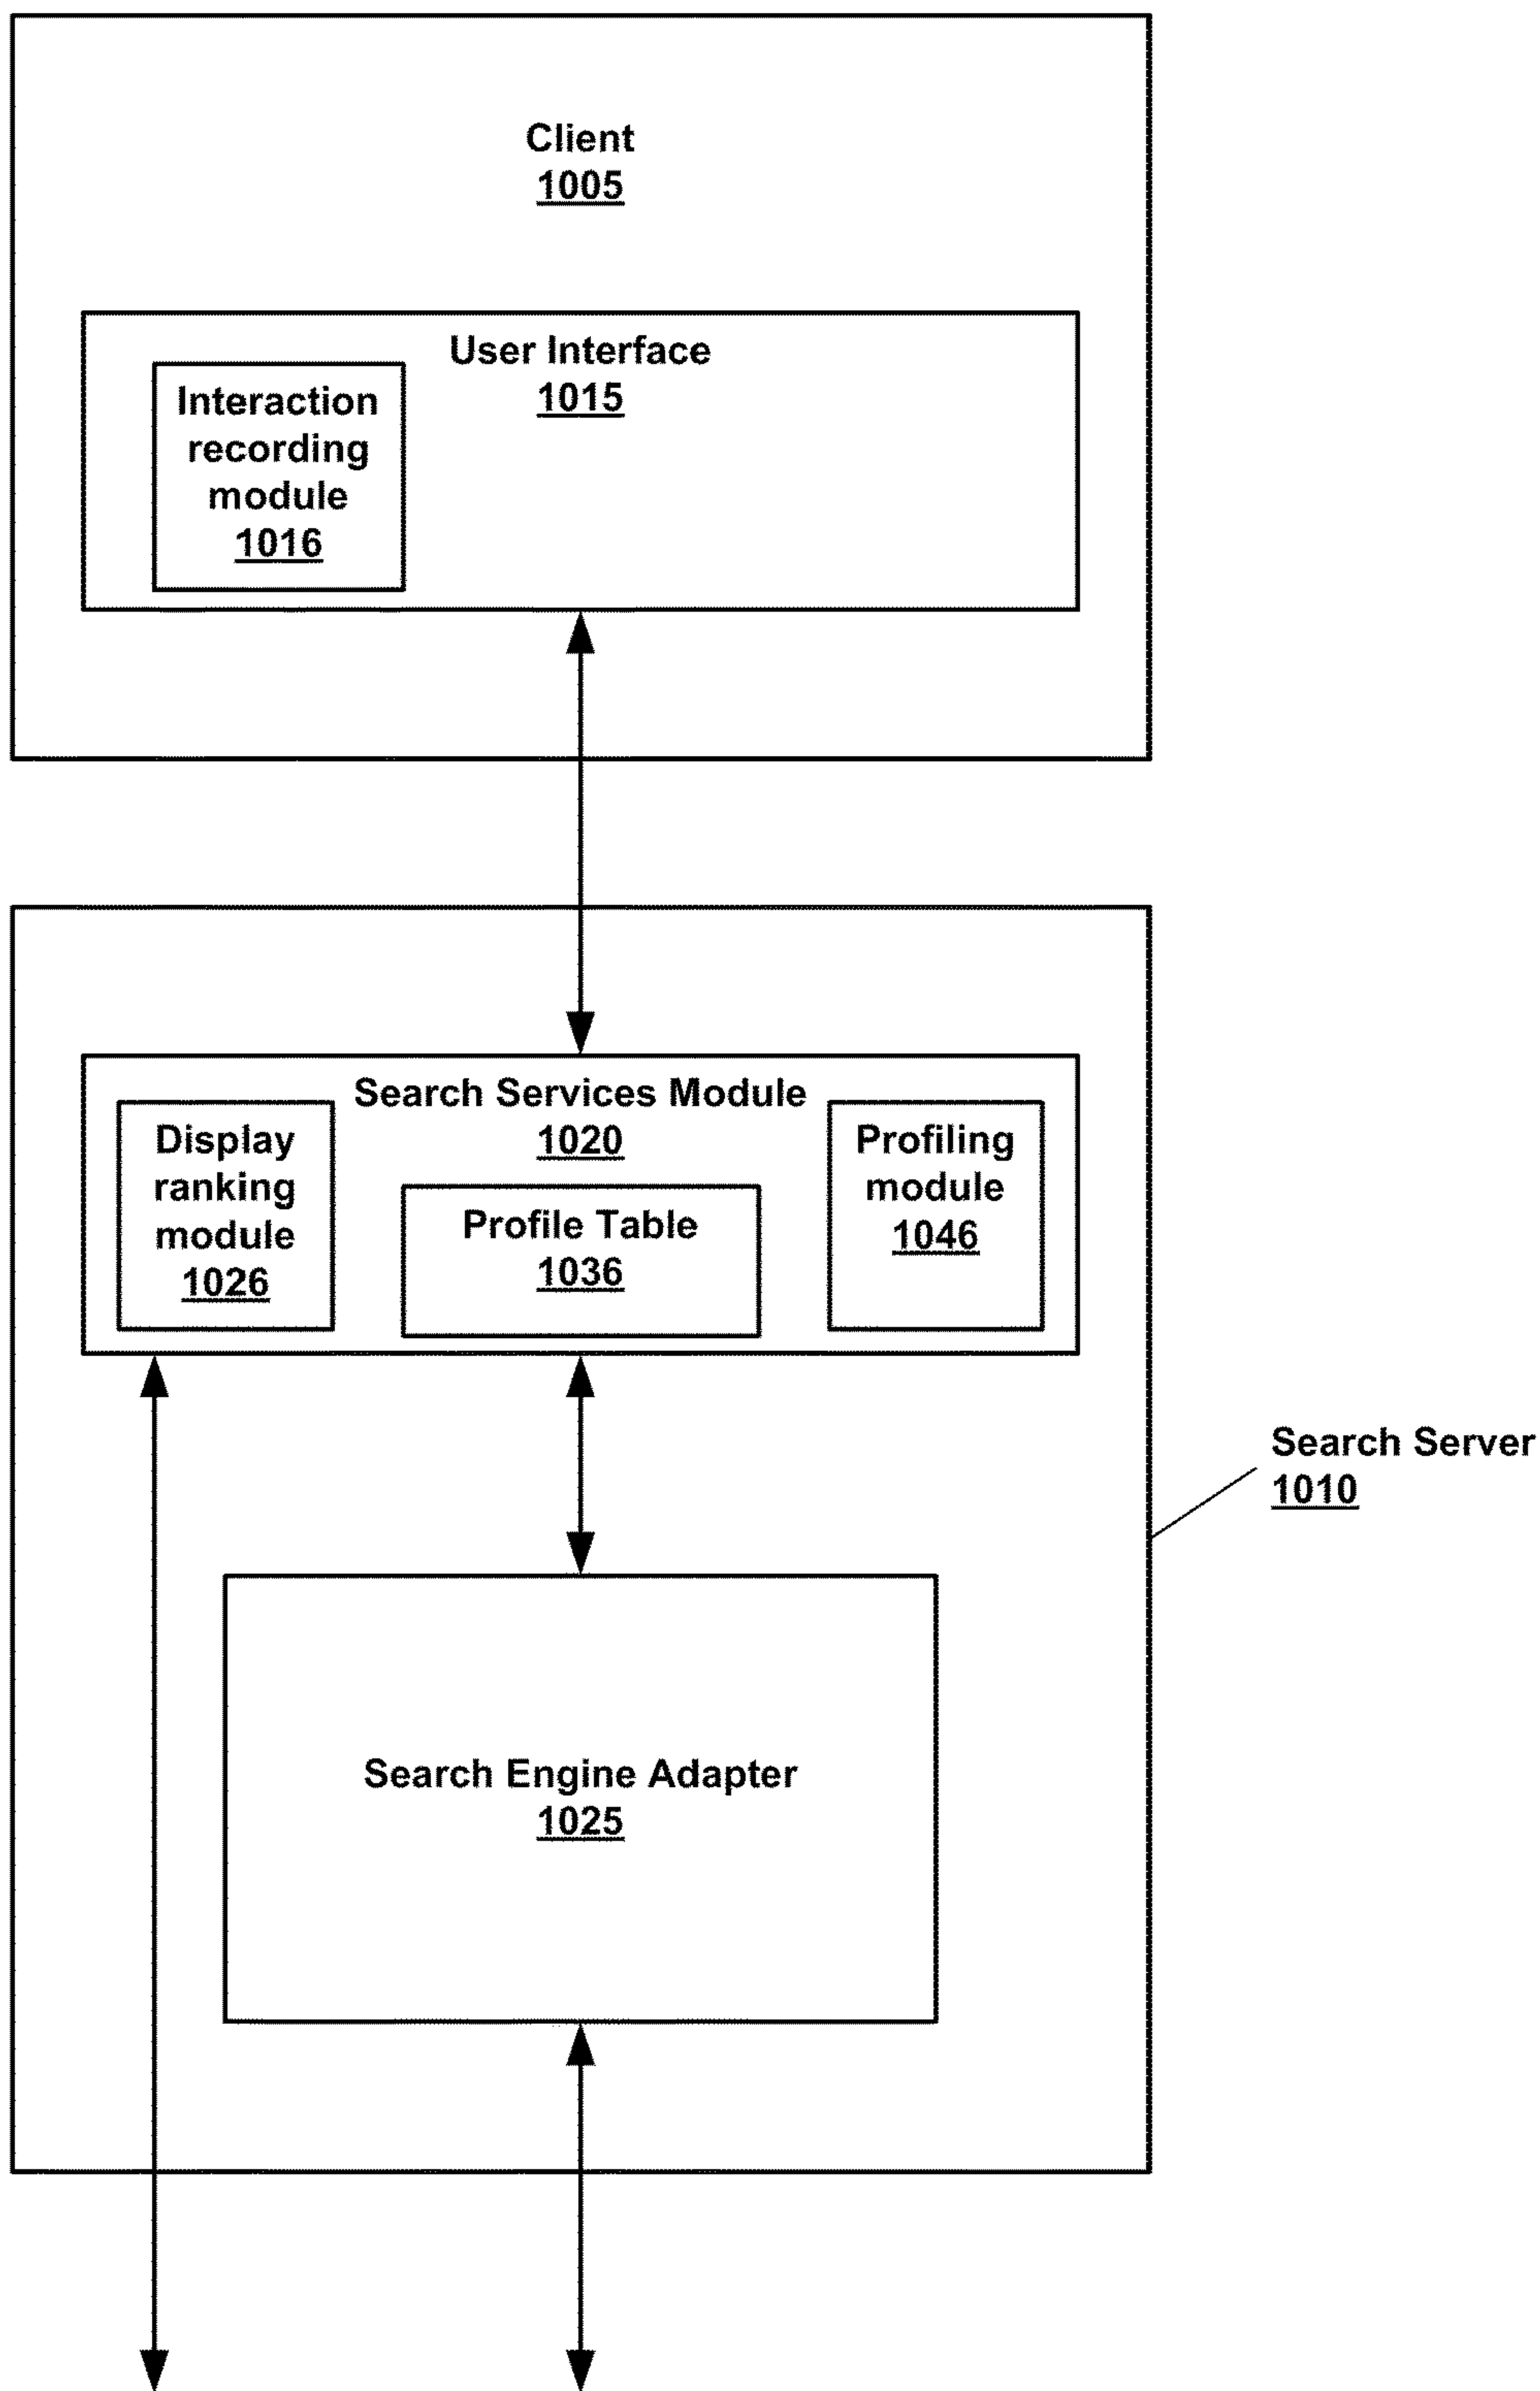 Client
1005
User Interface
1015
Interaction
recording
module
1016
Search Services Module
1020
Display
ranking
module
1026
Profile Table
1036
Profiling
module
1046
Search Server
1010
Search Engine Adapter
1025